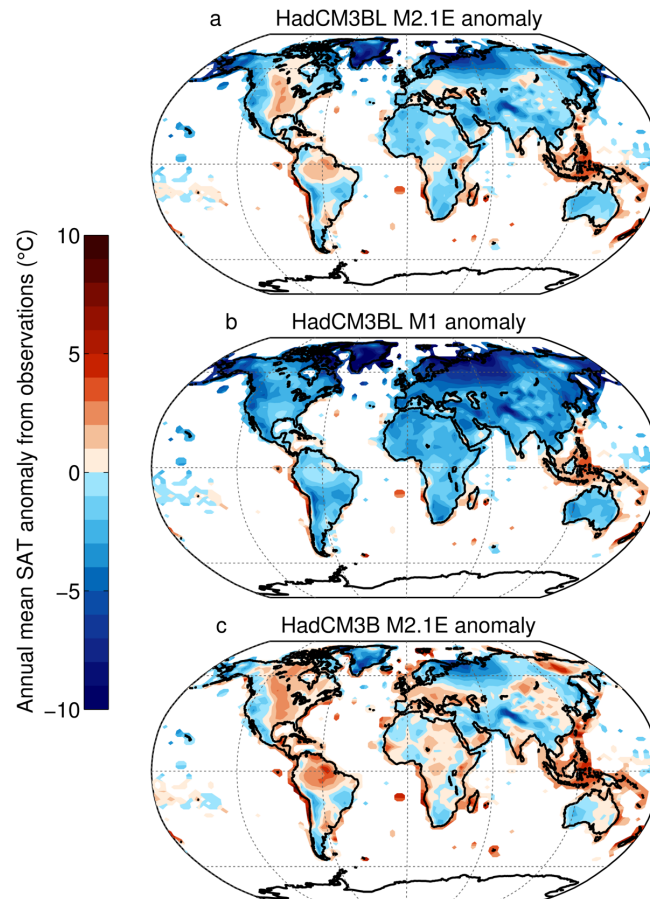 a
HadCM3BL M2.1E anomaly
b
HadCM3BL M1 anomaly
c
HadCM3B M2.1E anomaly
Annual mean SAT anomaly from observations (°C)
10
5
0
−5
−10